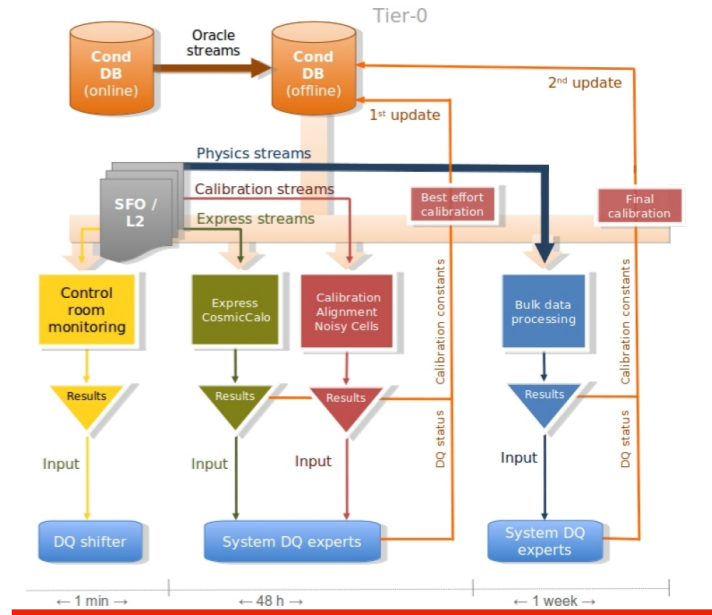 Tier-0
Oracle
streams
Cond
DB
(online)
Cond
DB
(offline)
2nd update
1st update
Physics streams
Calibration streams
Express streams
SFO /
L2
Best effort
calibration
Final
calibration
Control
room
monitoring
Express
CosmicCalo
Calibration
Alignment
Noisy Cells
Bulk data
processing
Calibration constants
Calibration constants
Results
Results
Results
Results
DQ status
DQ status
Input
Input
Input
Input
DQ shifter
System DQ experts
System DQ
experts
← 1 min →
← 48 h →
← 1 week →